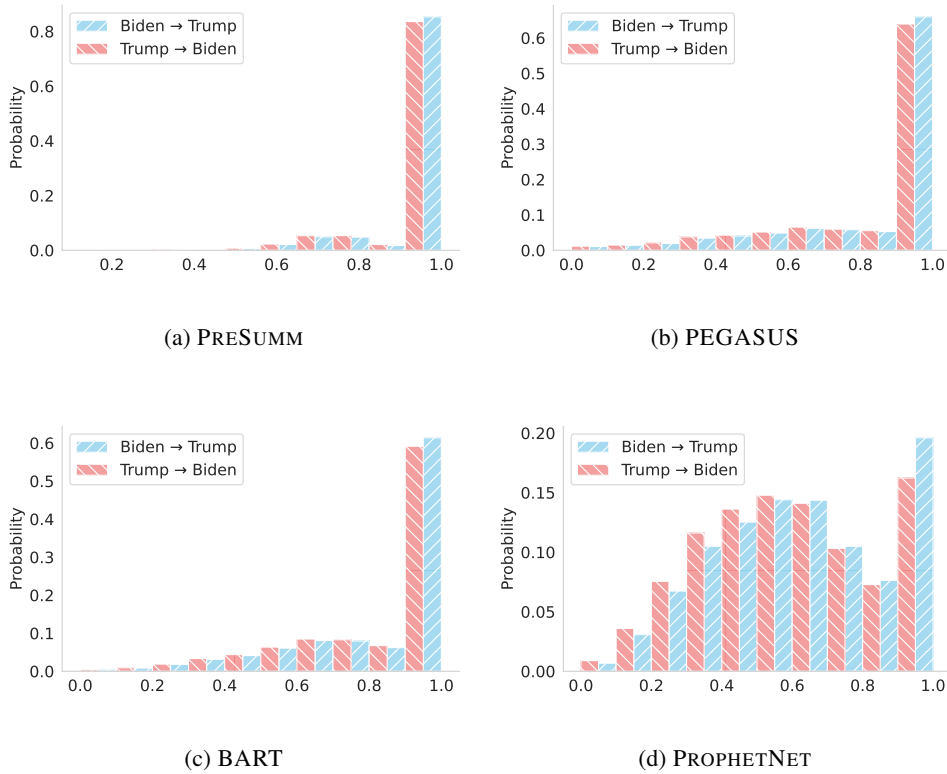 Biden → Trump
Trump → Biden
Probability
0.8
0.6
0.4
0.2
0.0
0.2 0.4 0.6 0.8 1.0
(a) PRESUMM
Biden → Trump
Trump → Biden
Probability
0.6
0.5
0.4
0.3
0.2
0.1
0.0
0.0 0.2 0.4 0.6 0.8 1.0
(b) PEGASUS
Biden → Trump
Trump → Biden
Probability
0.6
0.5
0.4
0.3
0.2
0.1
0.0
0.0 0.2 0.4 0.6 0.8 1.0
(c) BART
Biden → Trump
Trump → Biden
Probability
0.20
0.15
0.10
0.05
0.00
0.0 0.2 0.4 0.6 0.8 1.0
(d) PROPHETNET